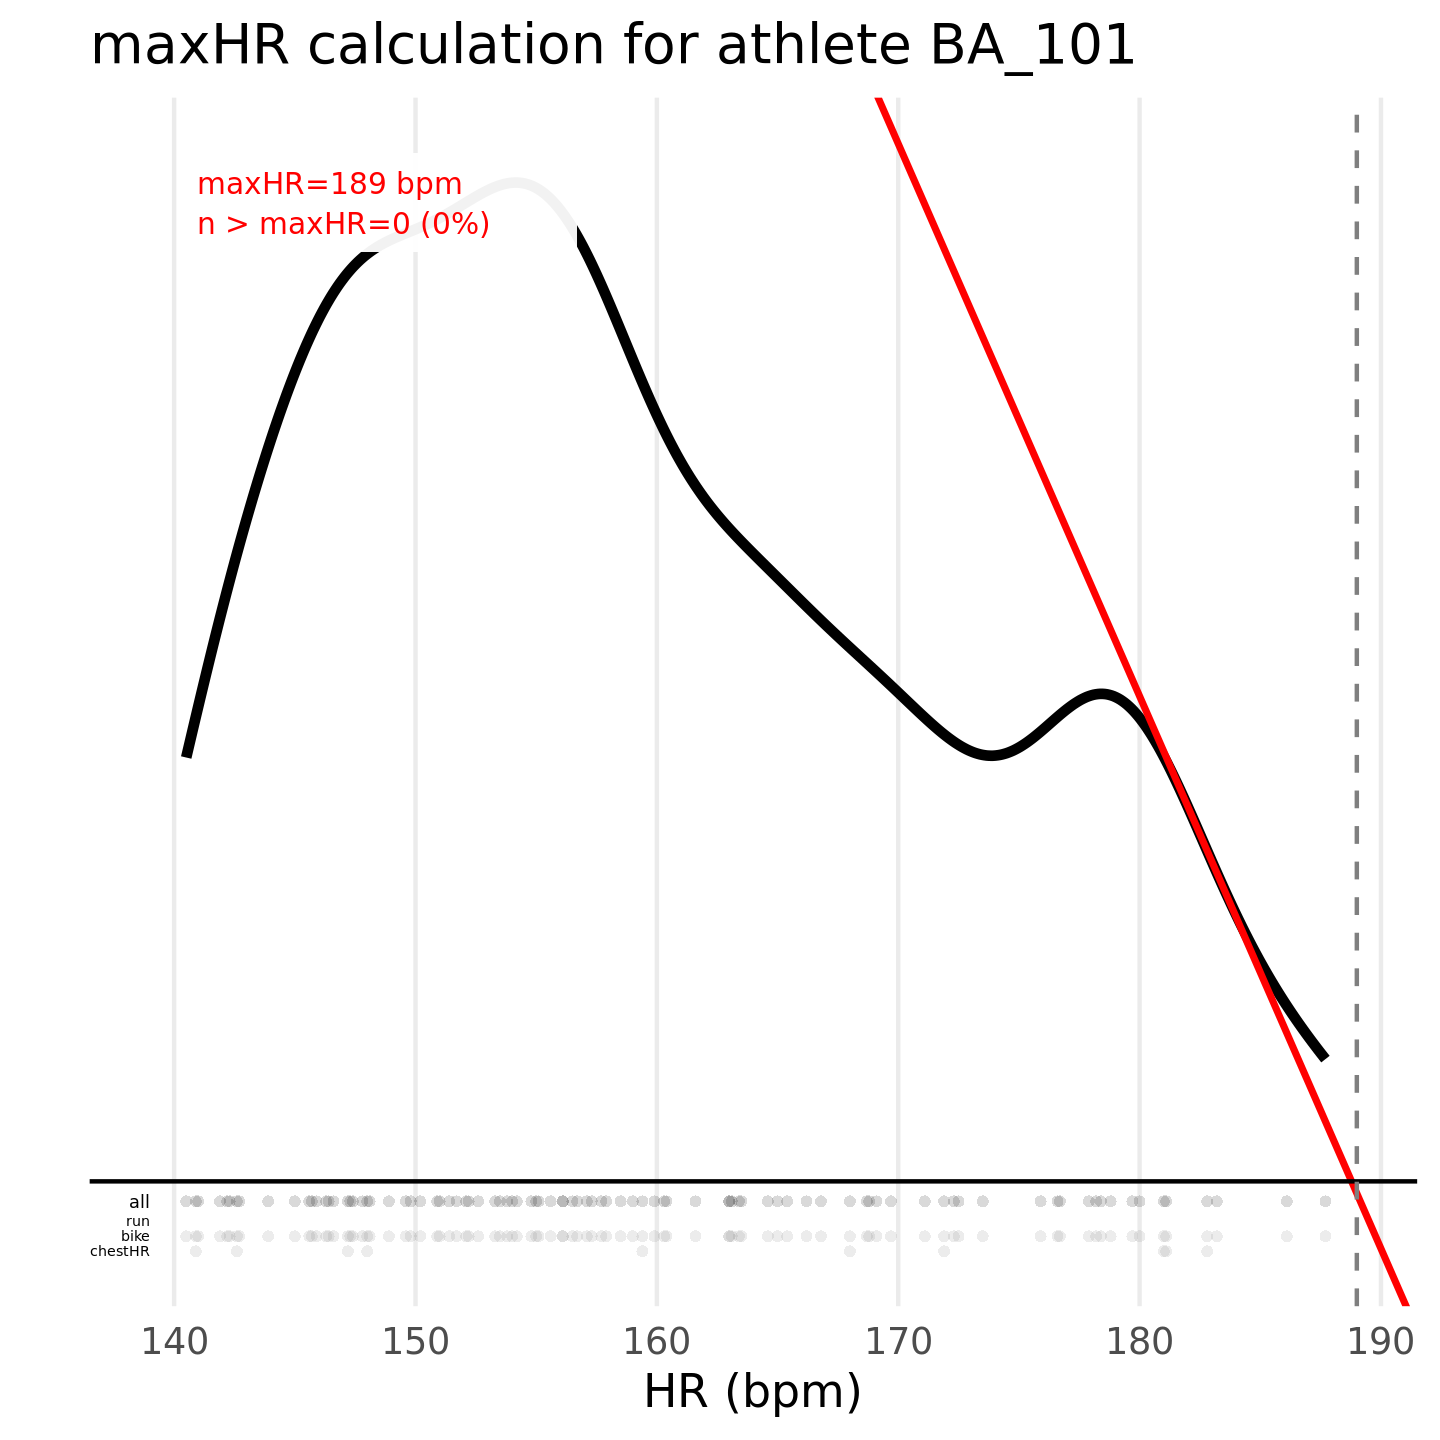 maxHR calculation for athlete BA_101
maxHR=189 bpm
n > maxHR=0 (0%)
all
run
bike
chestHR
140 150 160 170 180 190
HR (bpm)